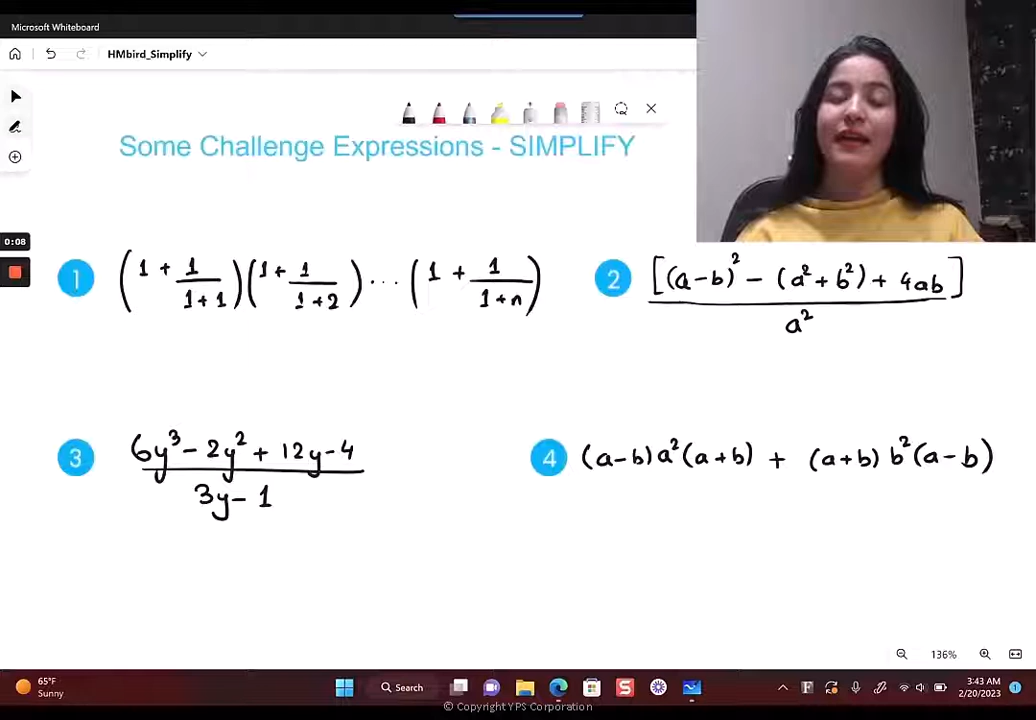 Microsoft Whiteboard
HMbird_Simplify
Some Challenge Expressions - SIMPLIFY
0:08
1 (1 + 1/(1+1))(1 + 1/(1+2)) ... (1 + 1/(1+n))
2 [(a-b)² - (a²+b²) + 4ab] / a²
3 (6y³ - 2y² + 12y - 4) / (3y - 1)
4 (a-b)a²(a+b) + (a+b)b²(a-b)
136%
65°F
Sunny
Search
3:43 AM
2/20/2023
1
© Copyright YPS Corporation